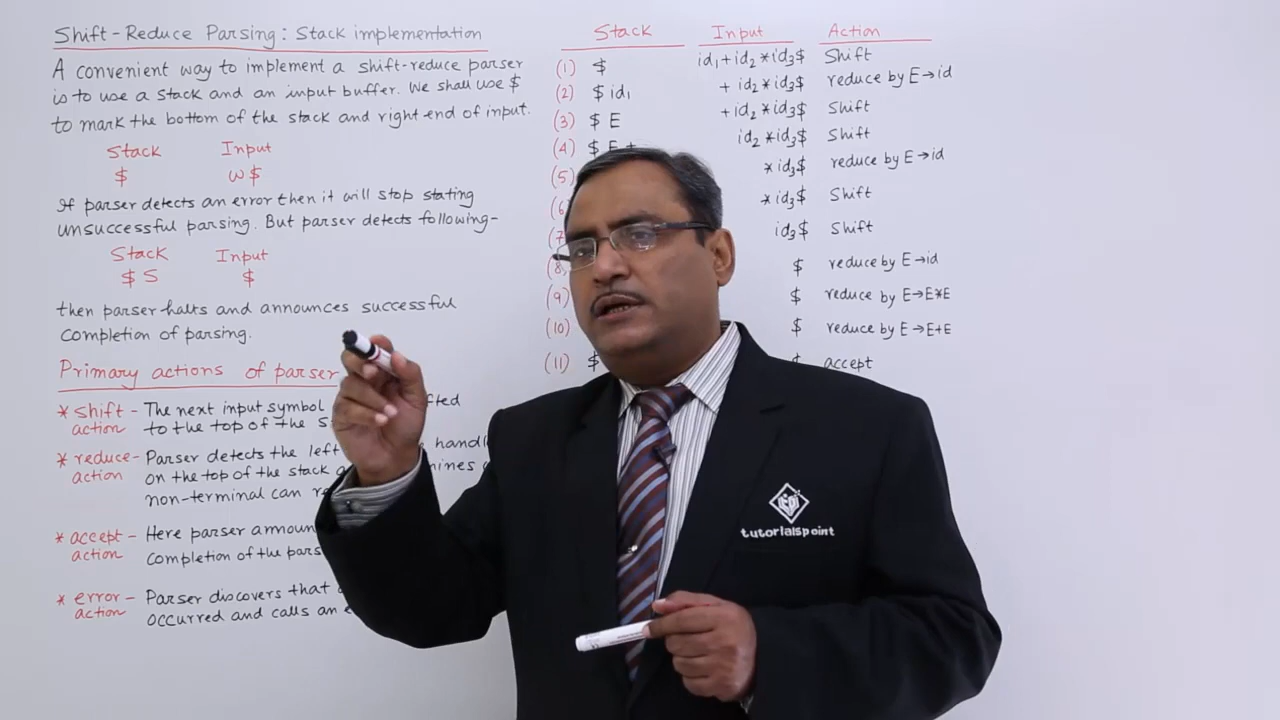 Shift-Reduce Parsing: Stack implementation
A convenient way to implement a shift-reduce parser
is to use a stack and an input buffer. We shall use $
to mark the bottom of the stack and right end of input.
Stack Input
$ w$
If parser detects an error then it will stop stating
unsuccessful parsing. But parser detects following-
Stack Input
$ S $
then parser halts and announces successful
completion of parsing.
Primary actions of parser
* shift action - The next input symbol
to the top of the S
* reduce action - Parser detects the left handl
on the top of the stack
non-terminal can
* accept action - Here parser announ
completion of the pars
* error action - Parser discovers that
occurred and calls an
Stack Input Action
(1) $ id₁+id₂*id₃$ Shift
(2) $ id₁ +id₂*id₃$ reduce by E→id
(3) $ E +id₂*id₃$ Shift
(4) $ E + id₂*id₃$ Shift
(5) *id₃$ reduce by E→id
(6 *id₃$ Shift
(7 id₃$ Shift
(8 $ reduce by E→id
(9) $ reduce by E→E*E
(10) $ reduce by E→E+E
(11) $ $ accept
tutorialspoint